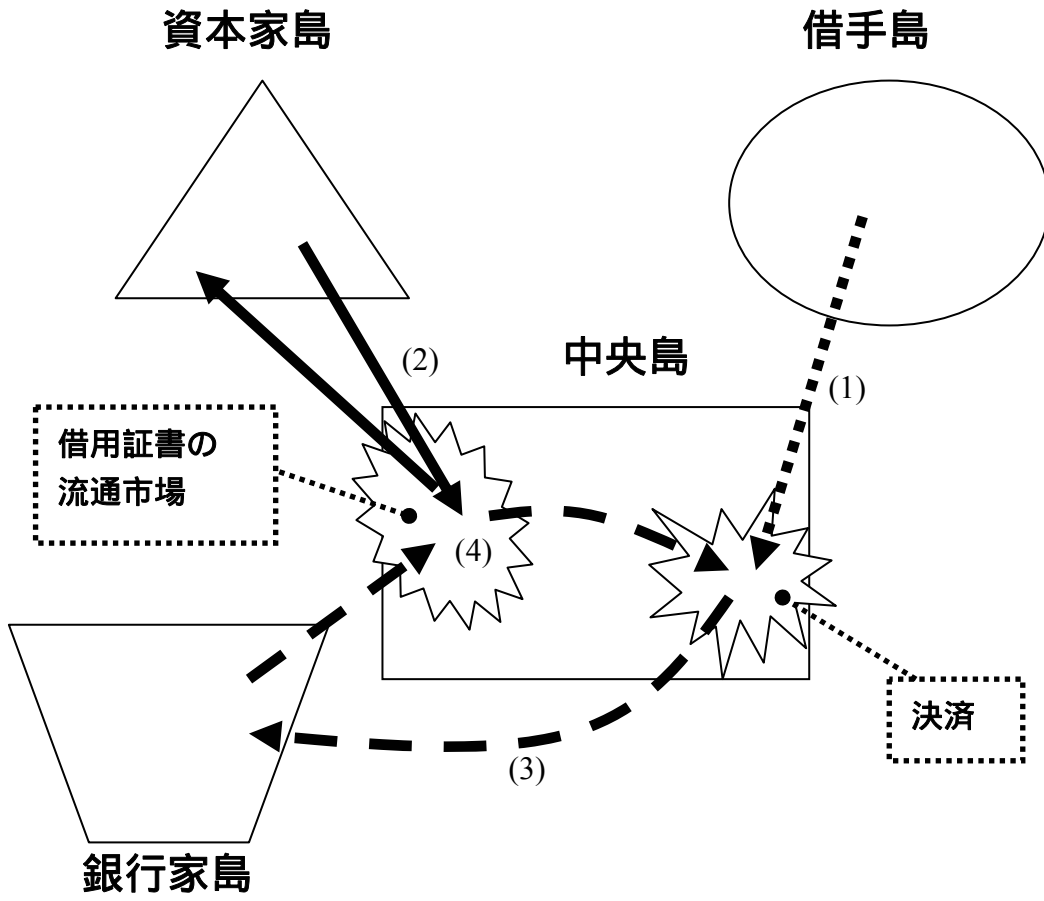 資本家島
借手島
(2)
中央島
(1)
借用証書の
流通市場
(4)
決済
(3)
銀行家島